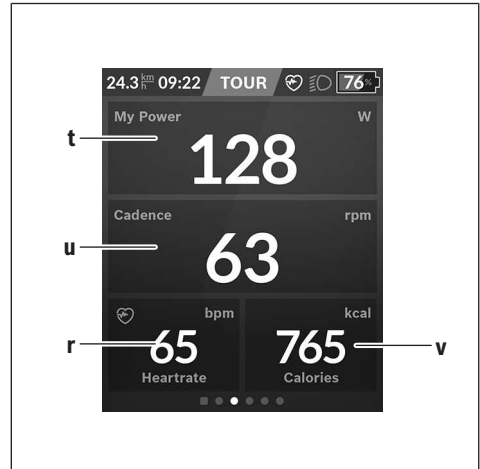 24.3 km/h 09:22 TOUR 76%
My Power W
t
128
Cadence rpm
u
63
bpm kcal
r 65 765 v
Heartrate Calories